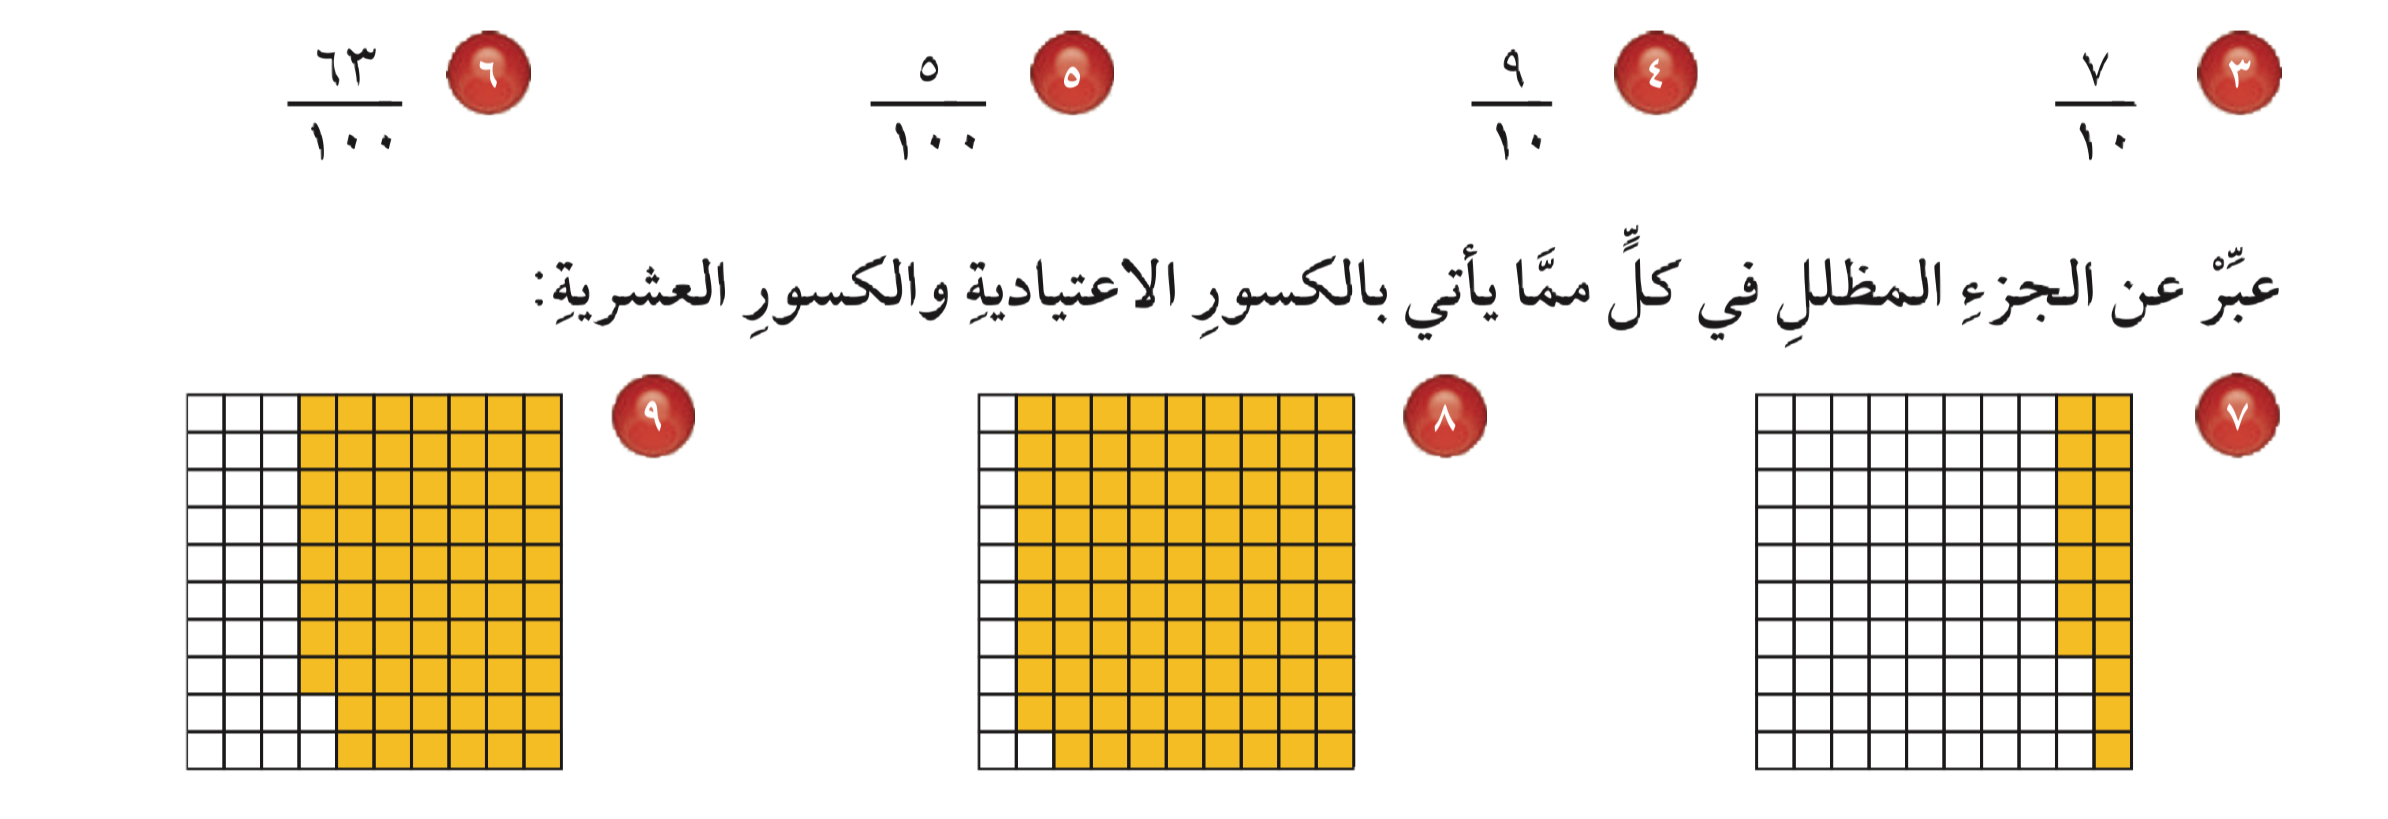 ٣ ٧/١٠ ٤ ٩/١٠ ٥ ٥/١٠٠ ٦ ٦٣/١٠٠
عبِّرْ عن الجزءِ المظللِ في كلٍّ ممَّا يأتي بالكسورِ الاعتياديةِ والكسورِ العشريةِ:
٧ ٨ ٩